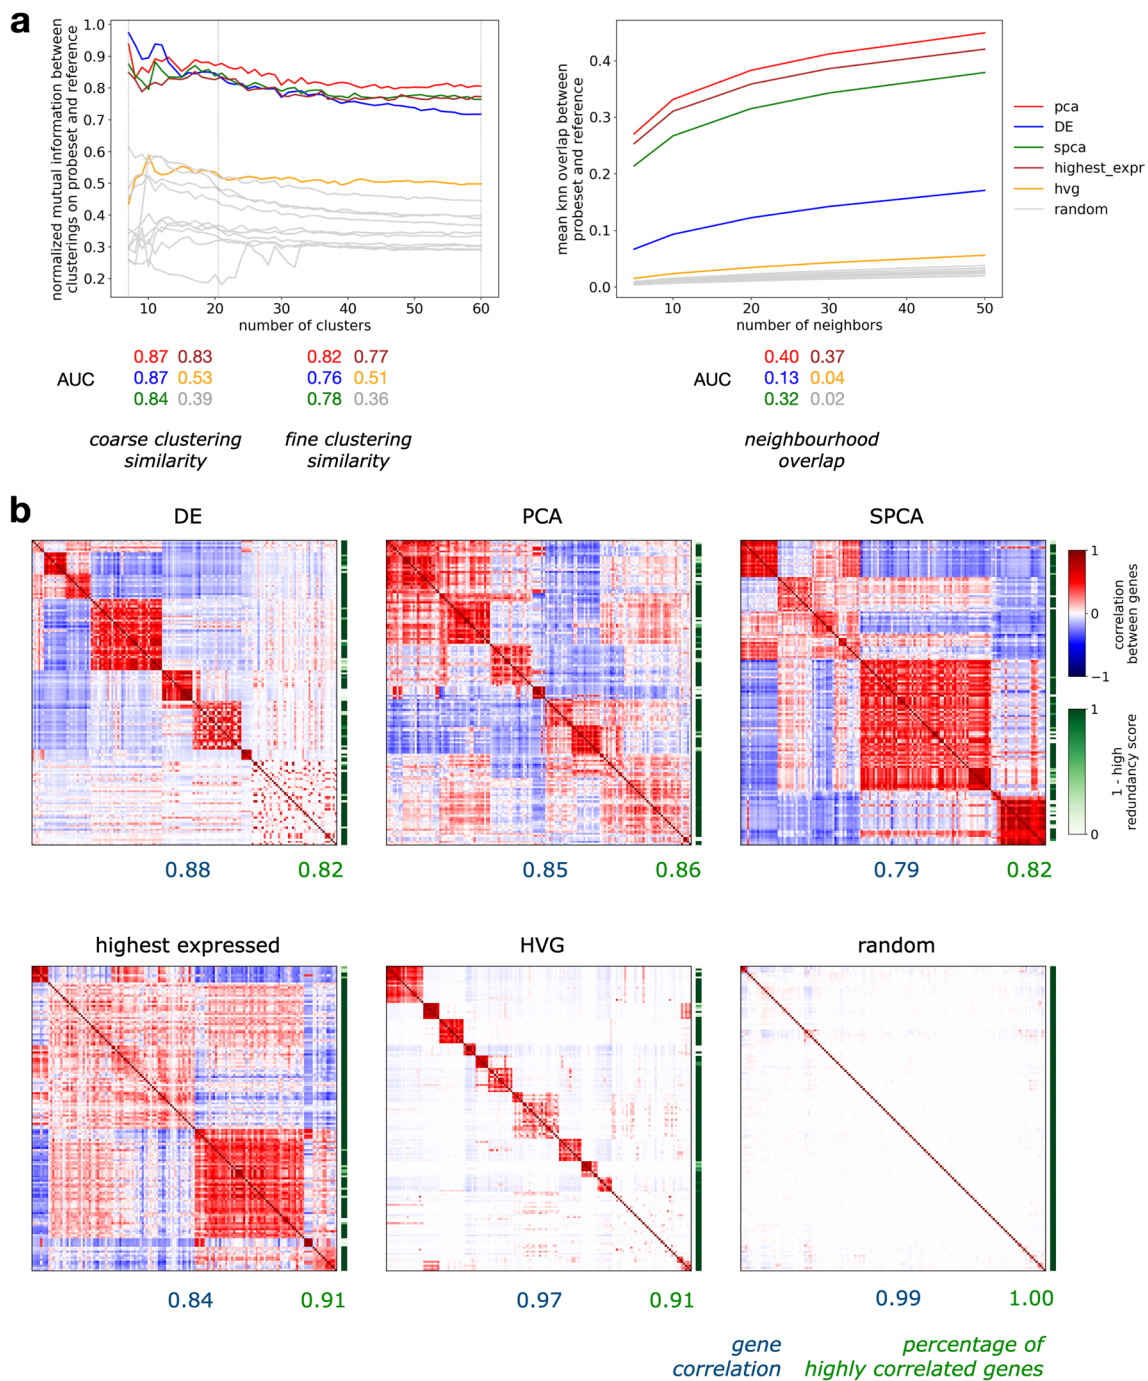 a
normalized mutual information between
clusterings on probeset and reference
1.0
0.9
0.8
0.7
0.6
0.5
0.4
0.3
0.2
10
20
30
40
50
60
number of clusters
mean knn overlap between
probeset and reference
0.4
0.3
0.2
0.1
0.0
0
10
20
30
40
50
number of neighbors
pca
DE
spca
highest_expr
hvg
random
AUC
0.87 0.83
0.87 0.53
0.84 0.39
0.82 0.77
0.76 0.51
0.78 0.36
coarse clustering
similarity
fine clustering
similarity
AUC
0.40 0.37
0.13 0.04
0.32 0.02
neighbourhood
overlap
b
DE
PCA
SPCA
1
0
−1
correlation
between genes
1
0
1 - high
redundancy score
0.88
0.82
0.85
0.86
0.79
0.82
highest expressed
HVG
random
0.84
0.91
0.97
0.91
0.99
1.00
gene
correlation
percentage of
highly correlated genes